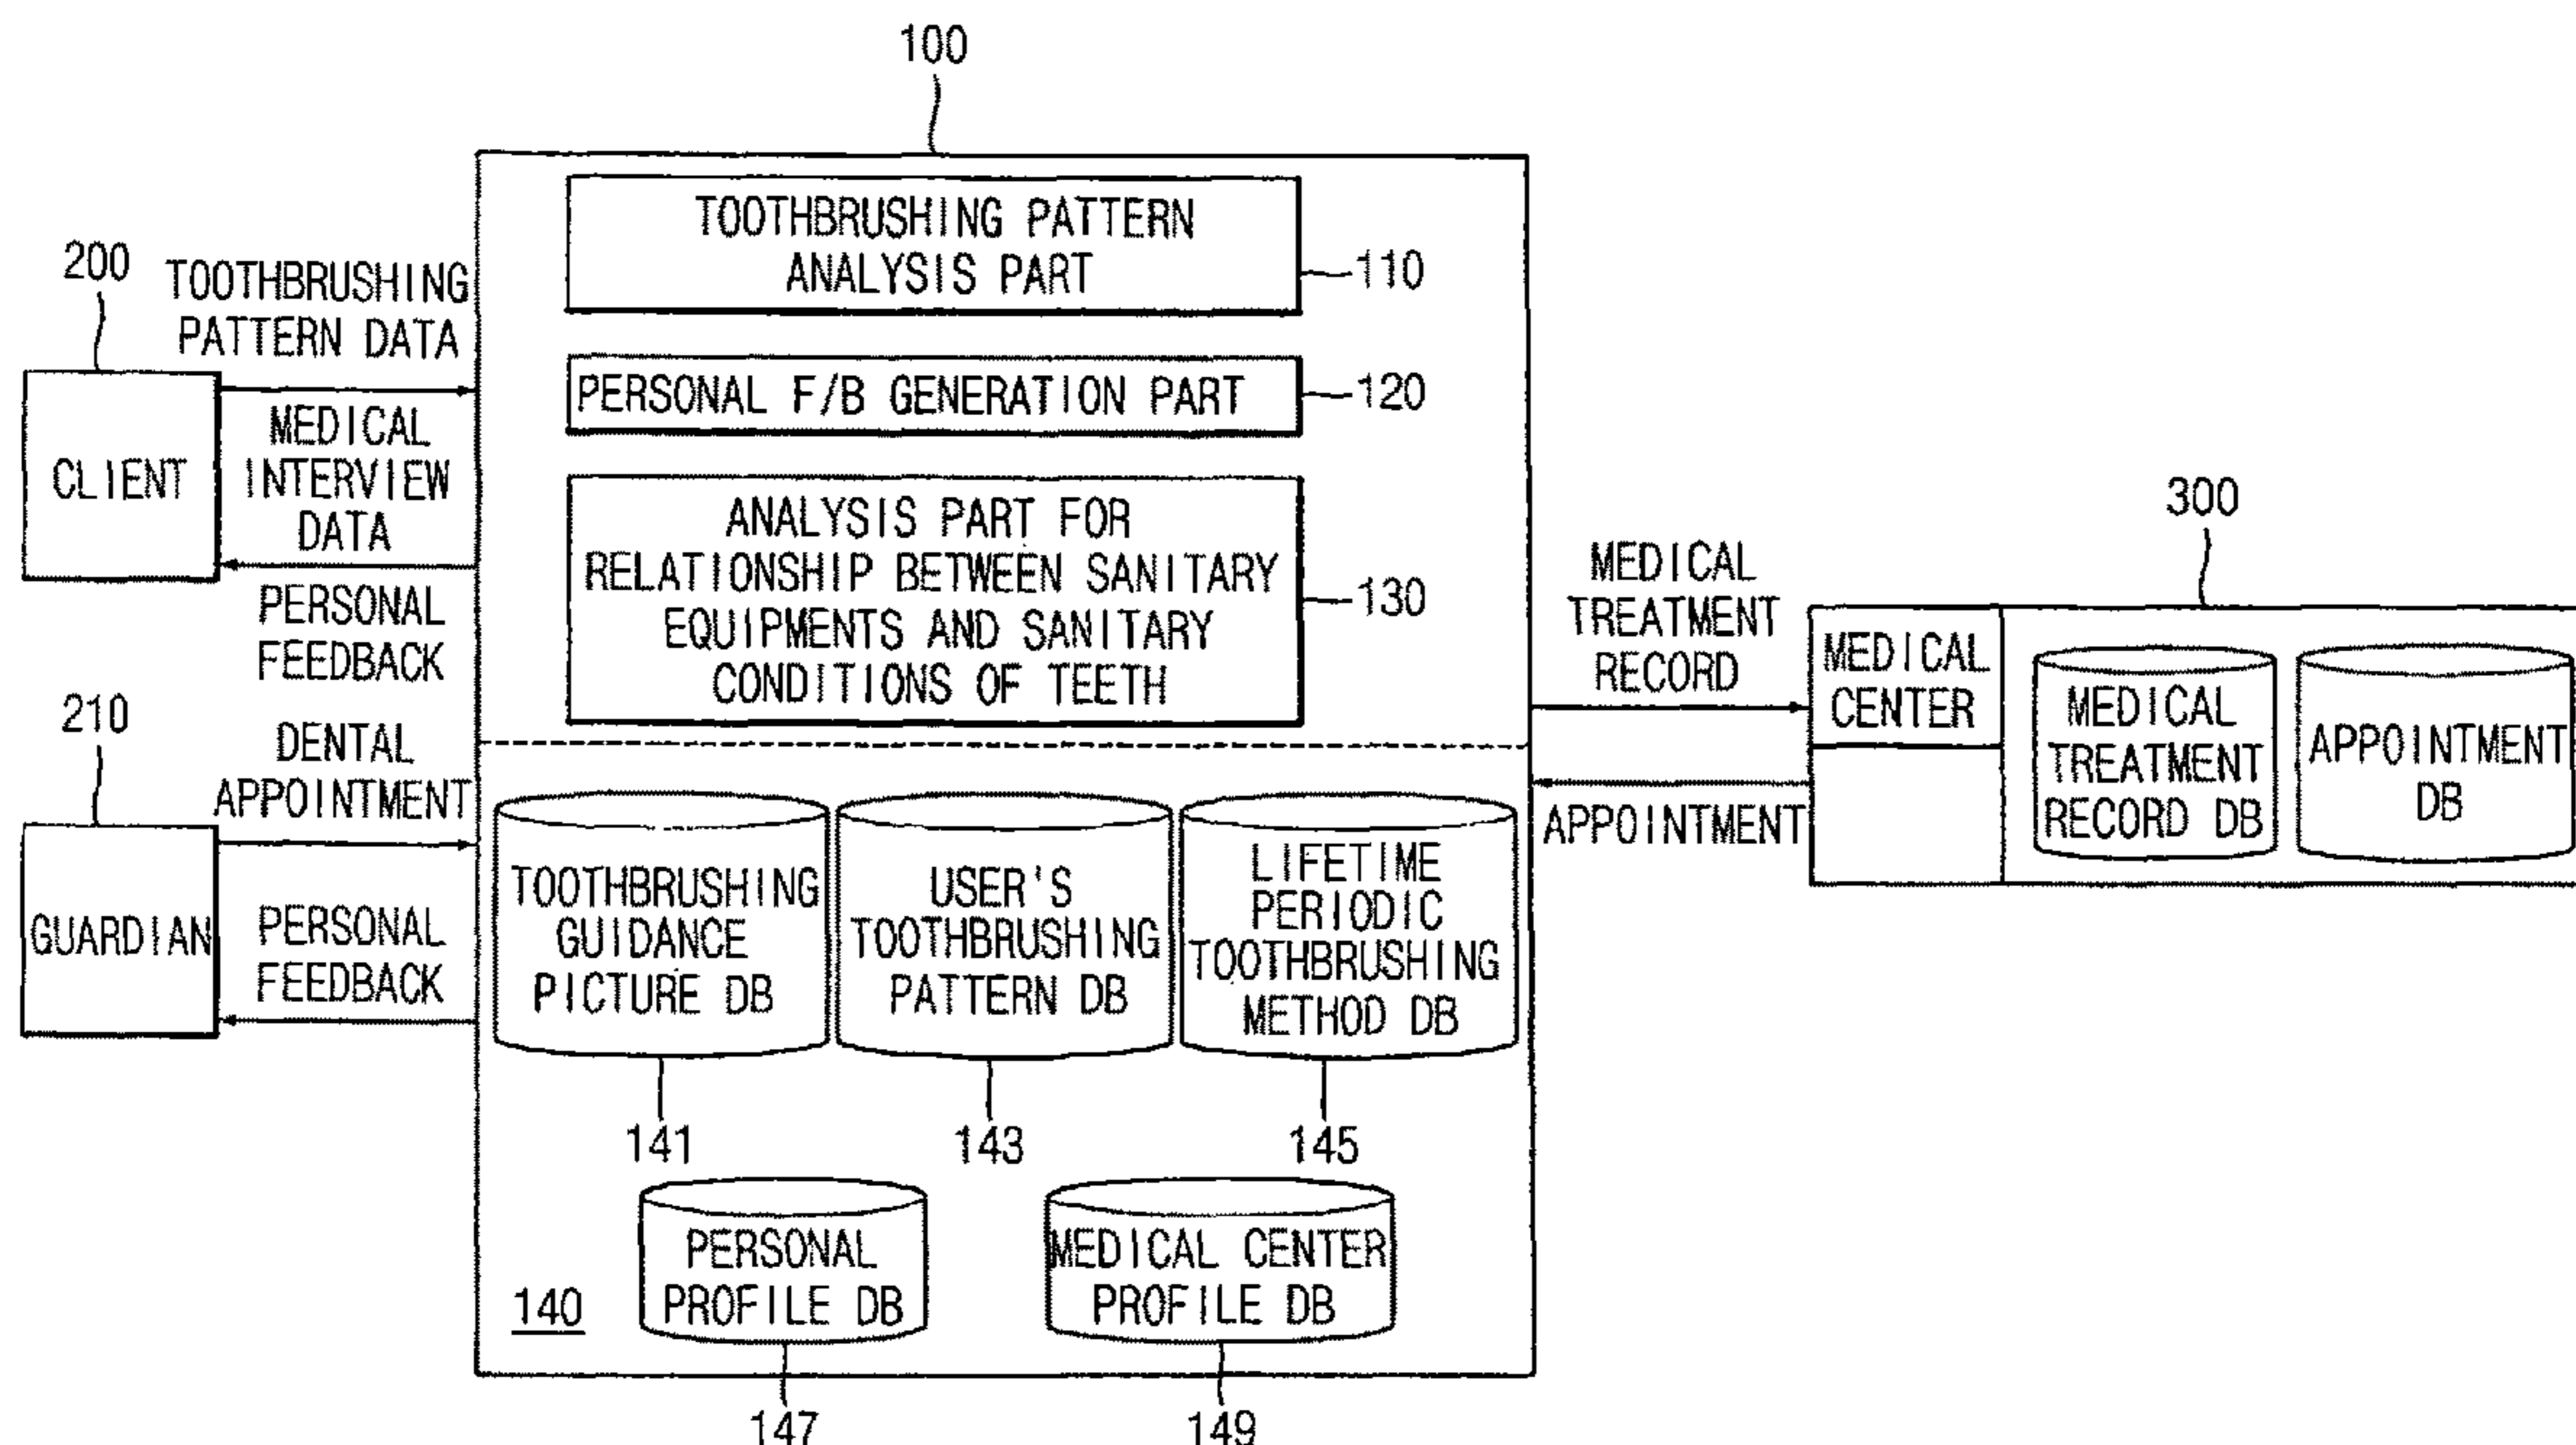 100
TOOTHBRUSHING PATTERN
ANALYSIS PART
110
PERSONAL F/B GENERATION PART
120
ANALYSIS PART FOR
RELATIONSHIP BETWEEN SANITARY
EQUIPMENTS AND SANITARY
CONDITIONS OF TEETH
130
200
TOOTHBRUSHING
PATTERN DATA
CLIENT
MEDICAL
INTERVIEW
DATA
PERSONAL
FEEDBACK
210
DENTAL
APPOINTMENT
GUARDIAN
PERSONAL
FEEDBACK
TOOTHBRUSHING
GUIDANCE
PICTURE DB
141
USER'S
TOOTHBRUSHING
PATTERN DB
143
LIFETIME
PERIODIC
TOOTHBRUSHING
METHOD DB
145
140
PERSONAL
PROFILE DB
147
MEDICAL CENTER
PROFILE DB
149
MEDICAL
TREATMENT
RECORD
APPOINTMENT
300
MEDICAL
CENTER
MEDICAL
TREATMENT
RECORD DB
APPOINTMENT
DB